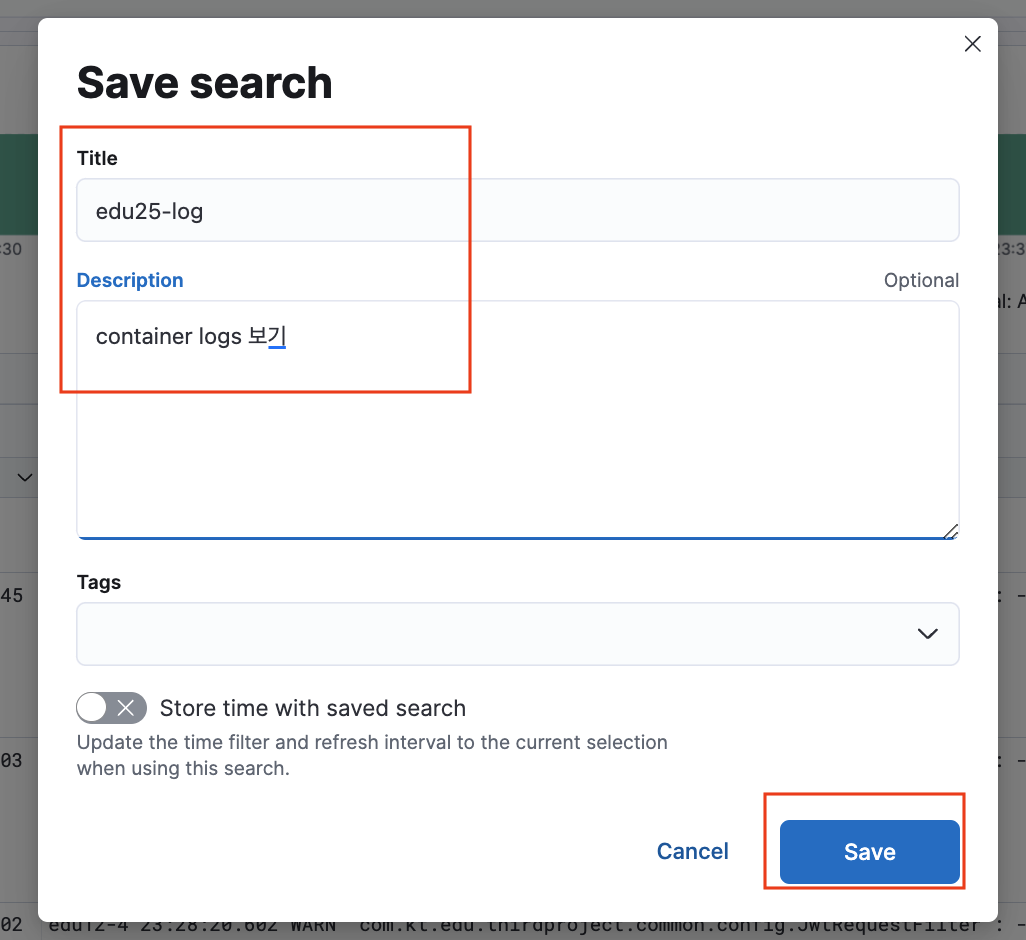 Save search
Title
edu25-log
Description
Optional
container logs 보기
Tags
Store time with saved search
Update the time filter and refresh interval to the current selection
when using this search.
Cancel
Save
:30
23:3
al: A
45
: -
03
: -
02
edu12-4 23:28:20.602 WARN com.kt.edu.thirdproject.common.config.JwtRequestFilter : -